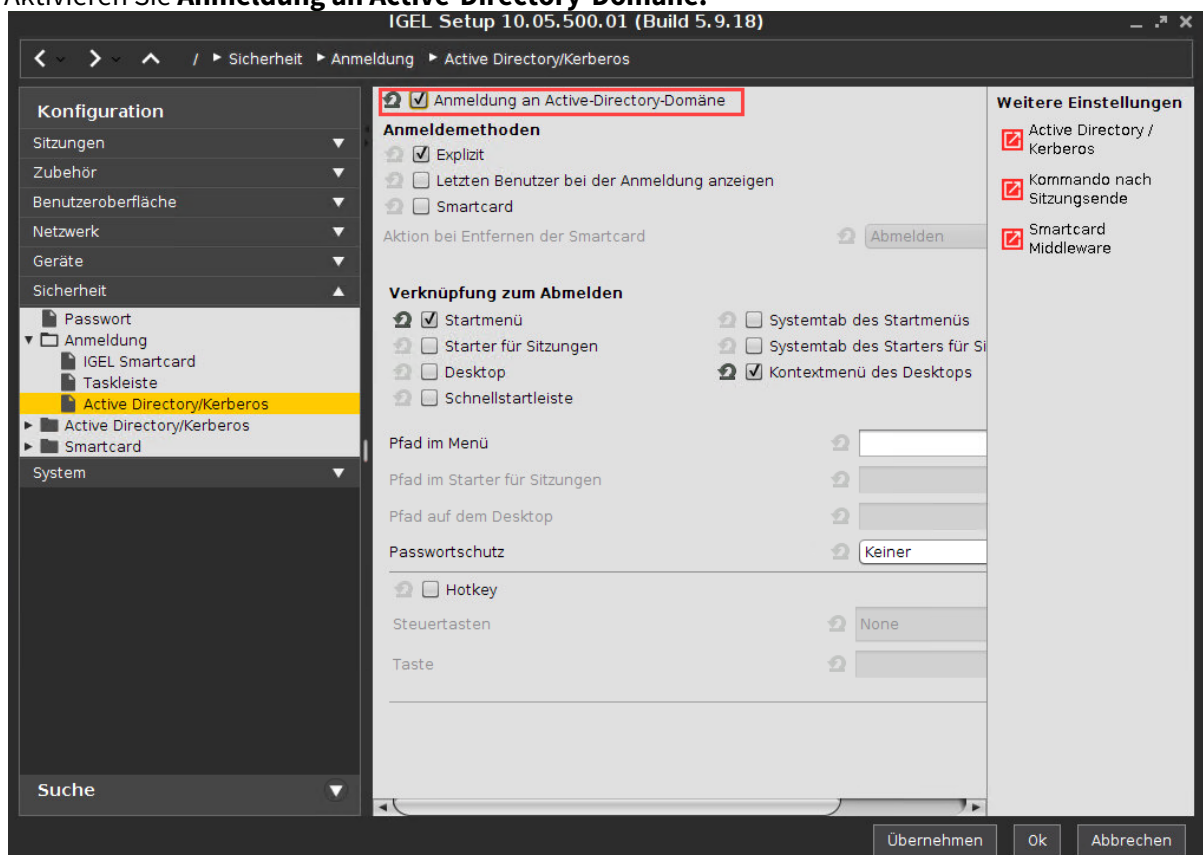 Aktivieren Sie Anmeldung an Active-Directory-Domäne.
IGEL Setup 10.05.500.01 (Build 5.9.18)
/ ► Sicherheit ► Anmeldung ► Active Directory/Kerberos
Konfiguration
Sitzungen
Zubehör
Benutzeroberfläche
Netzwerk
Geräte
Sicherheit
Passwort
Anmeldung
IGEL Smartcard
Taskleiste
Active Directory/Kerberos
Active Directory/Kerberos
Smartcard
System
Suche
Anmeldung an Active-Directory-Domäne
Anmeldemethoden
Explizit
Letzten Benutzer bei der Anmeldung anzeigen
Smartcard
Aktion bei Entfernen der Smartcard Abmelden
Verknüpfung zum Abmelden
Startmenü Systemtab des Startmenüs
Starter für Sitzungen Systemtab des Starters für Si
Desktop Kontextmenü des Desktops
Schnellstartleiste
Pfad im Menü
Pfad im Starter für Sitzungen
Pfad auf dem Desktop
Passwortschutz Keiner
Hotkey
Steuertasten None
Taste
Weitere Einstellungen
Active Directory /
Kerberos
Kommando nach
Sitzungsende
Smartcard
Middleware
Übernehmen Ok Abbrechen